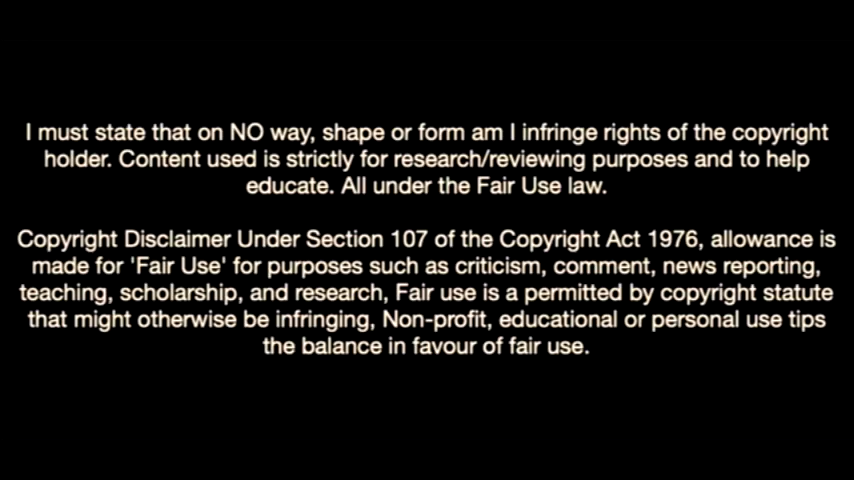 I must state that on NO way, shape or form am I infringe rights of the copyright
holder. Content used is strictly for research/reviewing purposes and to help
educate. All under the Fair Use law.
Copyright Disclaimer Under Section 107 of the Copyright Act 1976, allowance is
made for 'Fair Use' for purposes such as criticism, comment, news reporting,
teaching, scholarship, and research, Fair use is a permitted by copyright statute
that might otherwise be infringing, Non-profit, educational or personal use tips
the balance in favour of fair use.